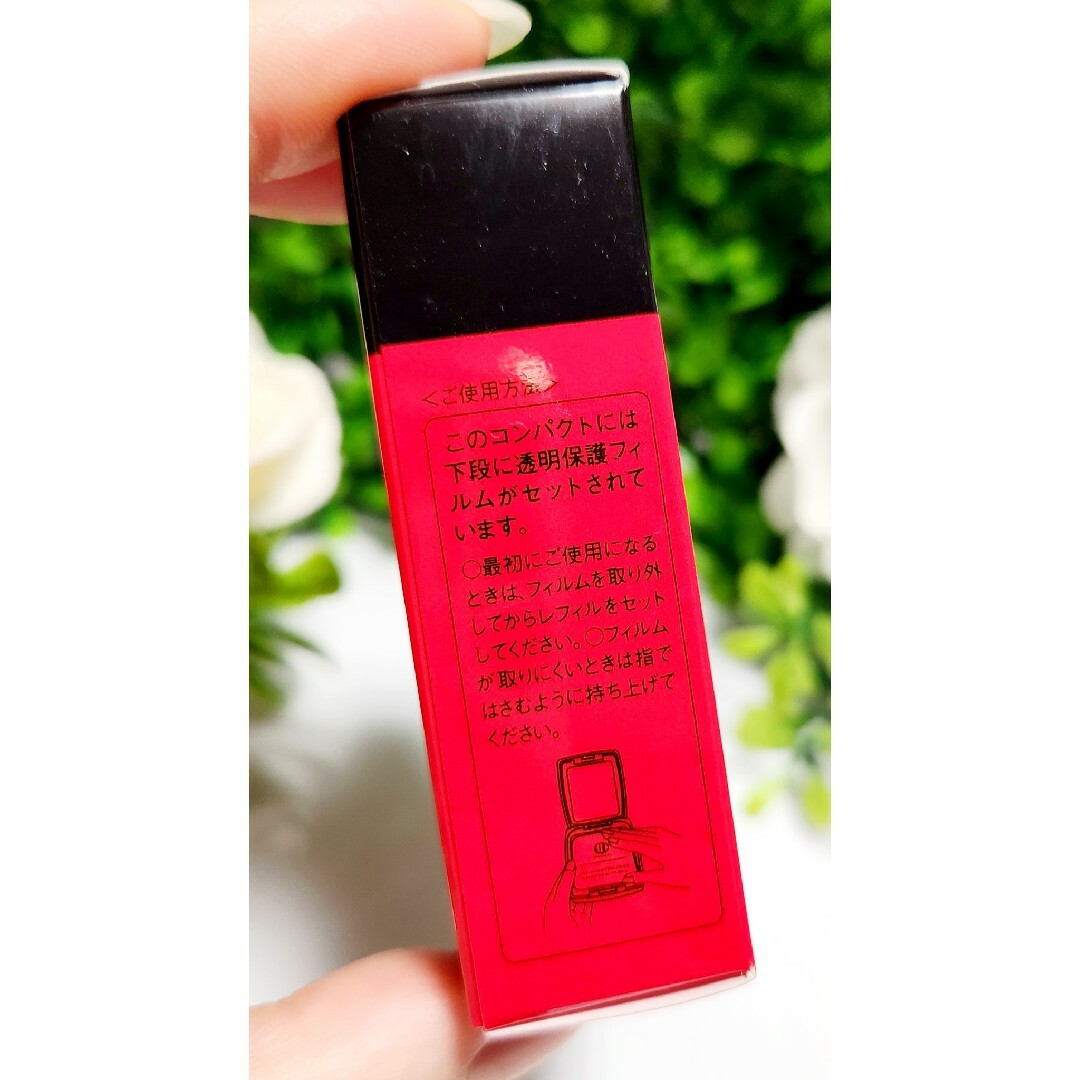 ＜ご使用方法＞
このコンパクトには
下段に透明保護フィ
ルムがセットされて
います。
○最初にご使用になる
ときは、フィルムを取り外
してからレフィルをセット
してください。○フィルム
が取りにくいときは指で
はさむように持ち上げて
ください。